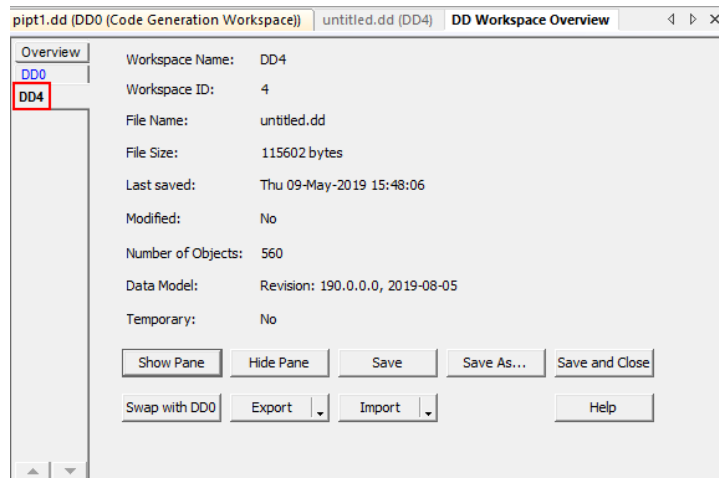 pipt1.dd (DD0 (Code Generation Workspace)) untitled.dd (DD4) DD Workspace Overview
Overview
DD0
DD4
Workspace Name: DD4
Workspace ID: 4
File Name: untitled.dd
File Size: 115602 bytes
Last saved: Thu 09-May-2019 15:48:06
Modified: No
Number of Objects: 560
Data Model: Revision: 190.0.0.0, 2019-08-05
Temporary: No
Show Pane Hide Pane Save Save As... Save and Close
Swap with DD0 Export Import Help